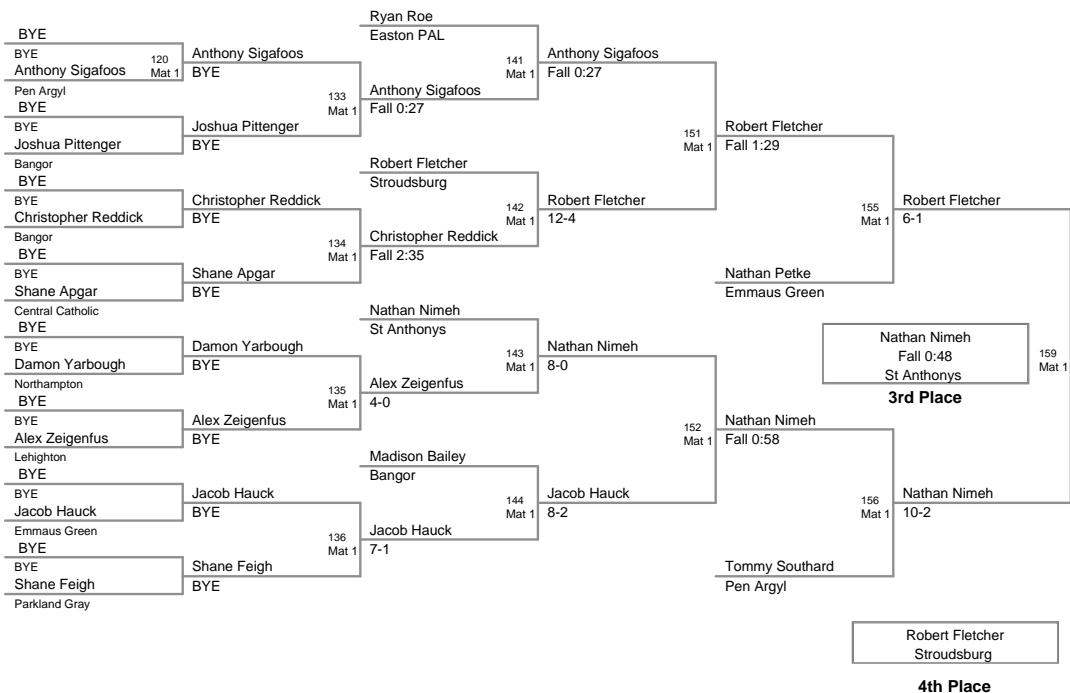 BYE
BYE
Anthony Sigafoos
Pen Argyl
BYE
BYE
Joshua Pittenger
Bangor
BYE
BYE
Christopher Reddick
Bangor
BYE
BYE
Shane Apgar
Central Catholic
BYE
BYE
Damon Yarbough
Northampton
BYE
BYE
Alex Zeigenfus
Lehighton
BYE
BYE
Jacob Hauck
Emmaus Green
BYE
BYE
Shane Feigh
Parkland Gray
120
Mat 1
Anthony Sigafoos
BYE
Joshua Pittenger
BYE
Christopher Reddick
BYE
Shane Apgar
BYE
Damon Yarbough
BYE
Alex Zeigenfus
BYE
Jacob Hauck
BYE
Shane Feigh
BYE
133
Mat 1
134
Mat 1
135
Mat 1
136
Mat 1
Ryan Roe
Easton PAL
Anthony Sigafoos
Fall 0:27
Robert Fletcher
Stroudsburg
Christopher Reddick
Fall 2:35
Nathan Nimeh
St Anthonys
Alex Zeigenfus
4-0
Madison Bailey
Bangor
Jacob Hauck
7-1
141
Mat 1
142
Mat 1
143
Mat 1
144
Mat 1
Anthony Sigafoos
Fall 0:27
Robert Fletcher
12-4
Nathan Nimeh
8-0
Jacob Hauck
8-2
151
Mat 1
152
Mat 1
Robert Fletcher
Fall 1:29
Nathan Petke
Emmaus Green
Nathan Nimeh
Fall 0:58
Tommy Southard
Pen Argyl
155
Mat 1
156
Mat 1
Robert Fletcher
6-1
Nathan Nimeh
10-2
159
Mat 1
Nathan Nimeh
Fall 0:48
St Anthonys
3rd Place
Robert Fletcher
Stroudsburg
4th Place